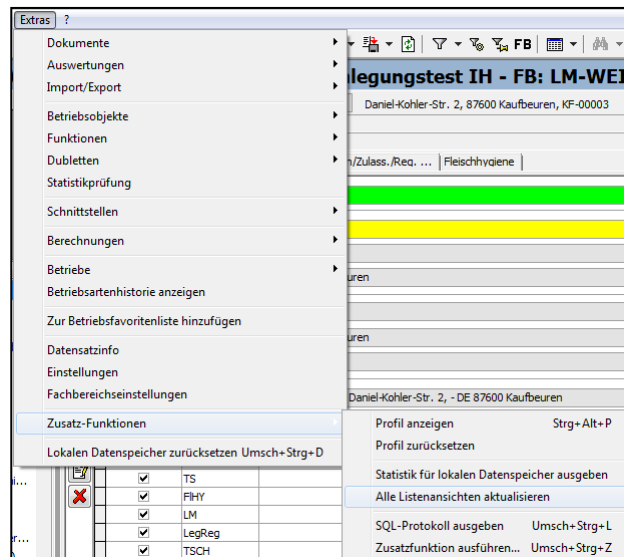 Extras ?
FB
Dokumente
Auswertungen
Import/Export
Betriebsobjekte
Funktionen
Dubletten
Statistikprüfung
Schnittstellen
Berechnungen
Betriebe
Betriebsartenhistorie anzeigen
Zur Betriebsfavoritenliste hinzufügen
Datensatzinfo
Einstellungen
Fachbereichseinstellungen
Zusatz-Funktionen
Lokalen Datenspeicher zurücksetzen Umsch+Strg+D
nlegungstest IH - FB: LM-WEI
Daniel-Kohler-Str. 2, 87600 Kaufbeuren, KF-00003
n/Zulass./Reg. ... Fleischhygiene
uren
uren
Daniel-Kohler-Str. 2, - DE 87600 Kaufbeuren
Profil anzeigen Strg+Alt+P
Profil zurücksetzen
Statistik für lokalen Datenspeicher ausgeben
Alle Listenansichten aktualisieren
SQL-Protokoll ausgeben Umsch+Strg+L
Zusatzfunktion ausführen... Umsch+Strg+Z
TS
FlHY
LM
LegReg
TSCH